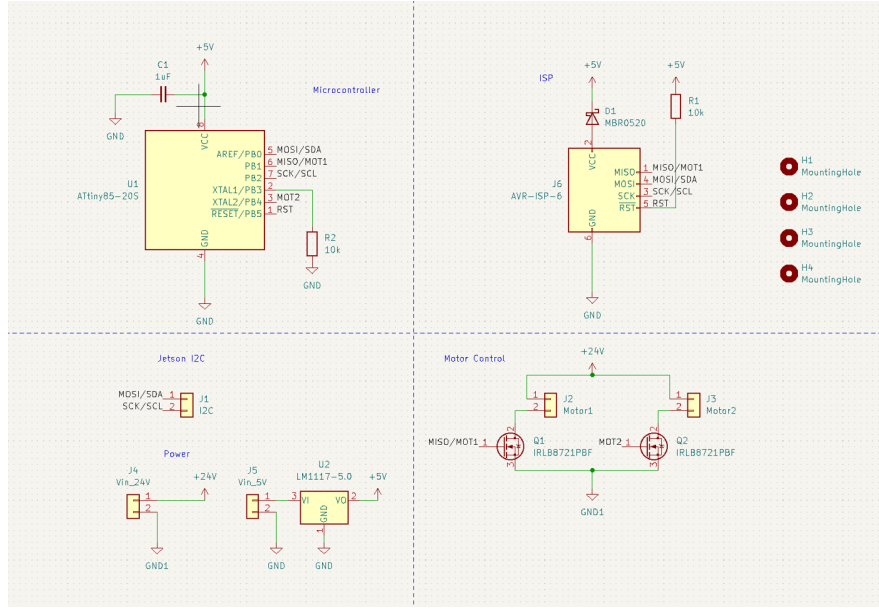 +5V
C1
1uF
GND
Microcontroller
8
VCC
U1
ATtiny85-20S
AREF/PB0 5 MOSI/SDA
PB1 6 MISO/MOT1
PB2 7 SCK/SCL
XTAL1/PB3 2
XTAL2/PB4 3 MOT2
RESET/PB5 1 RST
GND
4
R2
10k
GND
GND
ISP
+5V
+5V
D1
MBR0520
R1
10k
2
VCC
J6
AVR-ISP-6
MISO 1 MISO/MOT1
MOSI 4 MOSI/SDA
SCK 3 SCK/SCL
RST 5 RST
GND
6
GND
H1
MountingHole
H2
MountingHole
H3
MountingHole
H4
MountingHole
Jetson I2C
MOSI/SDA 1 J1
SCK/SCL 2 I2C
Power
J4
Vin_24V
1
2
+24V
GND1
J5
Vin_5V
1
2
GND
U2
LM1117-5.0
3 VI VO 2
GND
1
+5V
GND
Motor Control
+24V
1 J2
2 Motor1
1 J3
2 Motor2
MISO/MOT1 1
2
3
Q1
IRLB8721PBF
MOT2 1
2
3
Q2
IRLB8721PBF
GND1